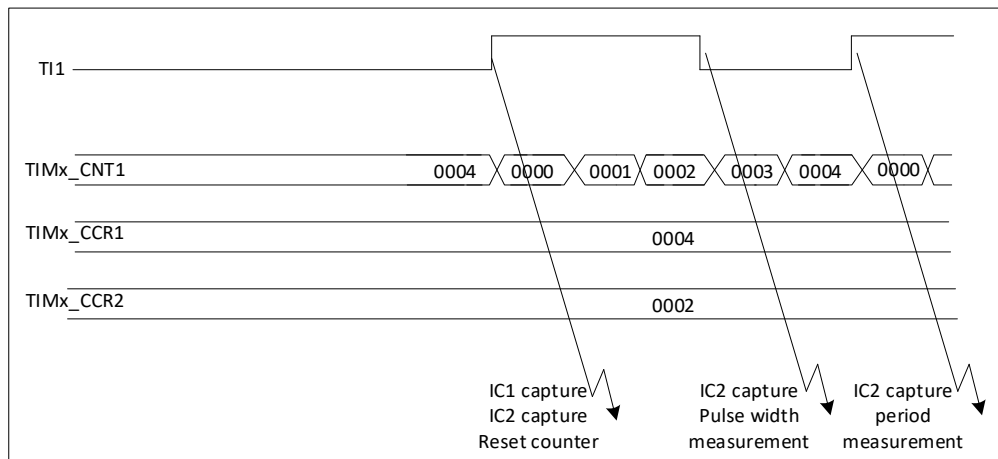 TI1
TIMx_CNT1
0004 0000 0001 0002 0003 0004 0000
TIMx_CCR1
0004
TIMx_CCR2
0002
IC1 capture
IC2 capture
Reset counter
IC2 capture
Pulse width
measurement
IC2 capture
period
measurement